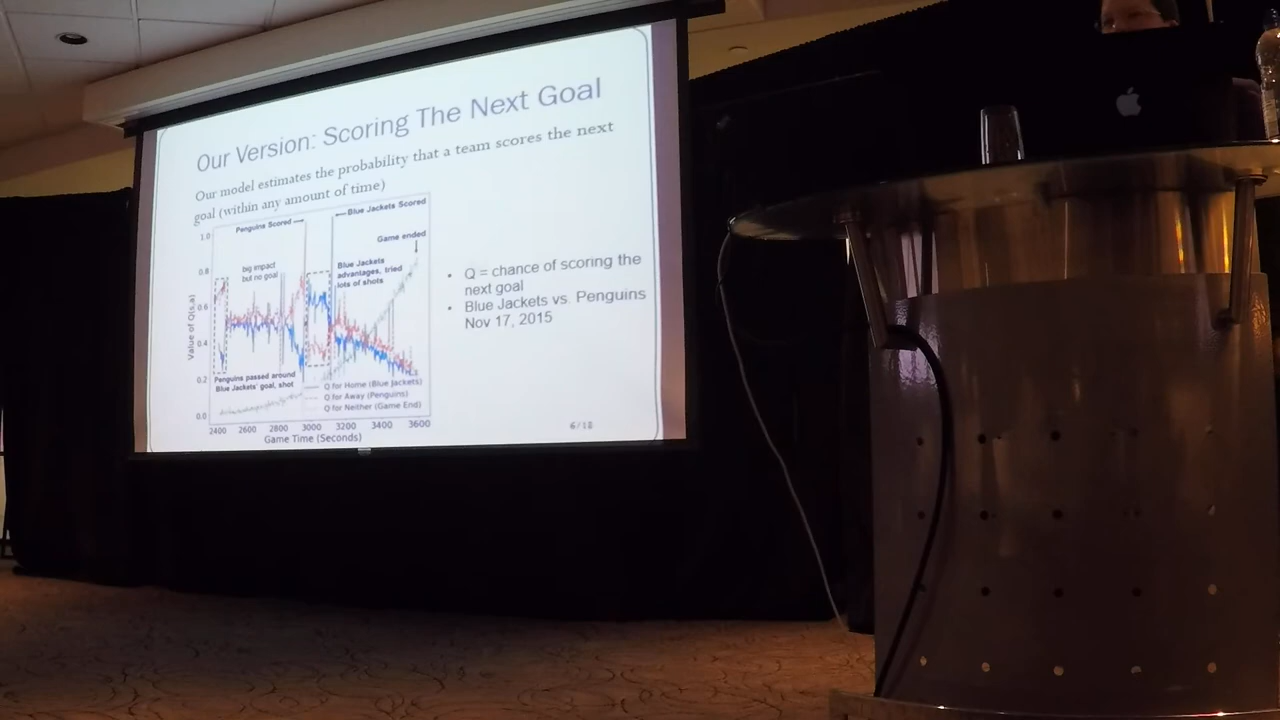 Our Version: Scoring The Next Goal
Our model estimates the probability that a team scores the next
goal (within any amount of time)
Penguins Scored
Blue Jackets Scored
Game ended
big impact
but no goal
Blue Jackets
advantages, tried
lots of shots
Penguins passed around
Blue Jackets' goal, shot
Q for Home (Blue Jackets)
Q for Away (Penguins)
Q for Neither (Game End)
Value of Q(s,a)
1.0
0.8
0.6
0.4
0.2
0.0
2400 2600 2800 3000 3200 3400 3600
Game Time (Seconds)
• Q = chance of scoring the
next goal
• Blue Jackets vs. Penguins
Nov 17, 2015
6/18